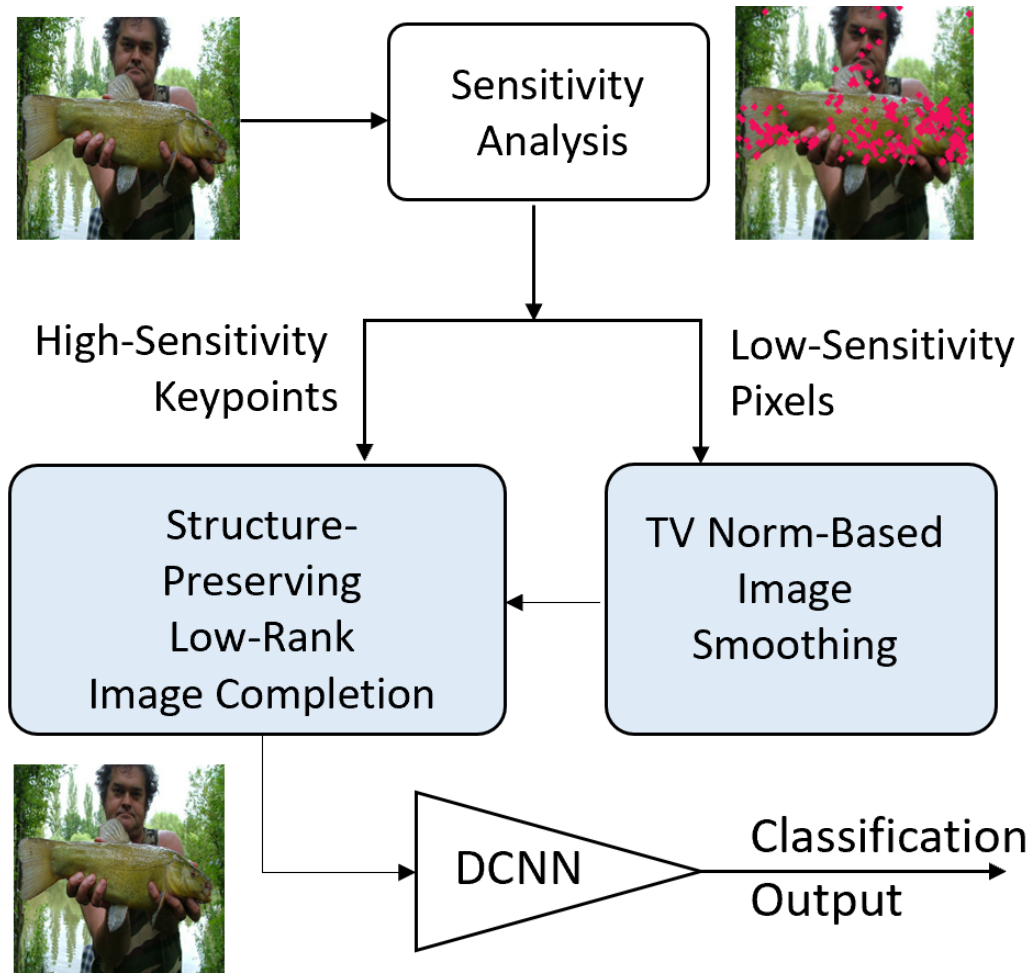 Sensitivity
Analysis
High-Sensitivity
Keypoints
Low-Sensitivity
Pixels
Structure-
Preserving
Low-Rank
Image Completion
TV Norm-Based
Image
Smoothing
DCNN
Classification
Output